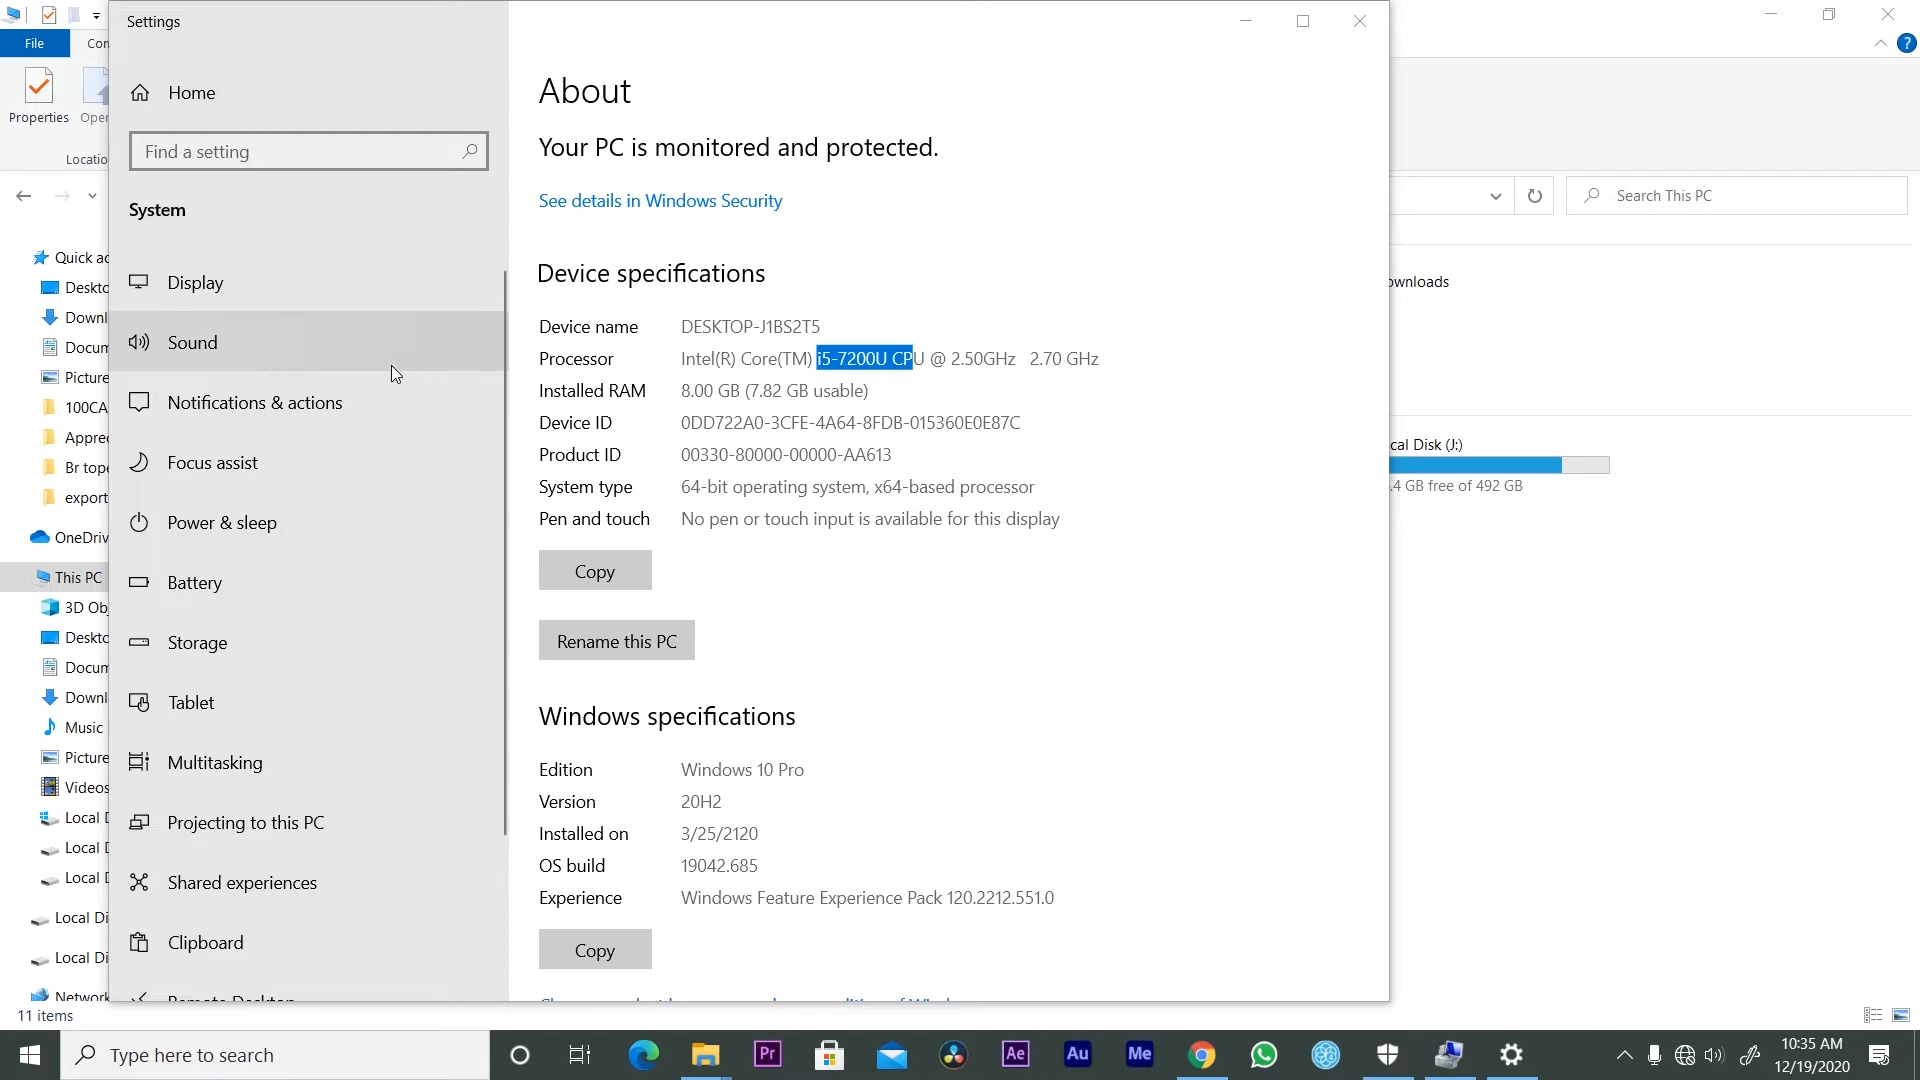 Settings
File
Con
Properties
Open
Locatio
Home
Find a setting
System
Display
Sound
Notifications & actions
Focus assist
Power & sleep
Battery
Storage
Tablet
Multitasking
Projecting to this PC
Shared experiences
Clipboard
Remote Desktop
About
Your PC is monitored and protected.
See details in Windows Security
Device specifications
Device name DESKTOP-J1BS2T5
Processor Intel(R) Core(TM) i5-7200U CPU @ 2.50GHz 2.70 GHz
Installed RAM 8.00 GB (7.82 GB usable)
Device ID 0DD722A0-3CFE-4A64-8FDB-015360E0E87C
Product ID 00330-80000-00000-AA613
System type 64-bit operating system, x64-based processor
Pen and touch No pen or touch input is available for this display
Copy
Rename this PC
Windows specifications
Edition Windows 10 Pro
Version 20H2
Installed on 3/25/2120
OS build 19042.685
Experience Windows Feature Experience Pack 120.2212.551.0
Copy
Quick ac
Deskto
Downl
Docum
Picture
100CA
Appre
Br tope
export
OneDriv
This PC
3D Obj
Deskto
Docum
Downl
Music
Picture
Videos
Local D
Local D
Local D
Local Di
Local Di
Network
11 items
Search This PC
ownloads
cal Disk (J:)
.4 GB free of 492 GB
?
Type here to search
Pr
Ae
Au
Me
10:35 AM
12/19/2020